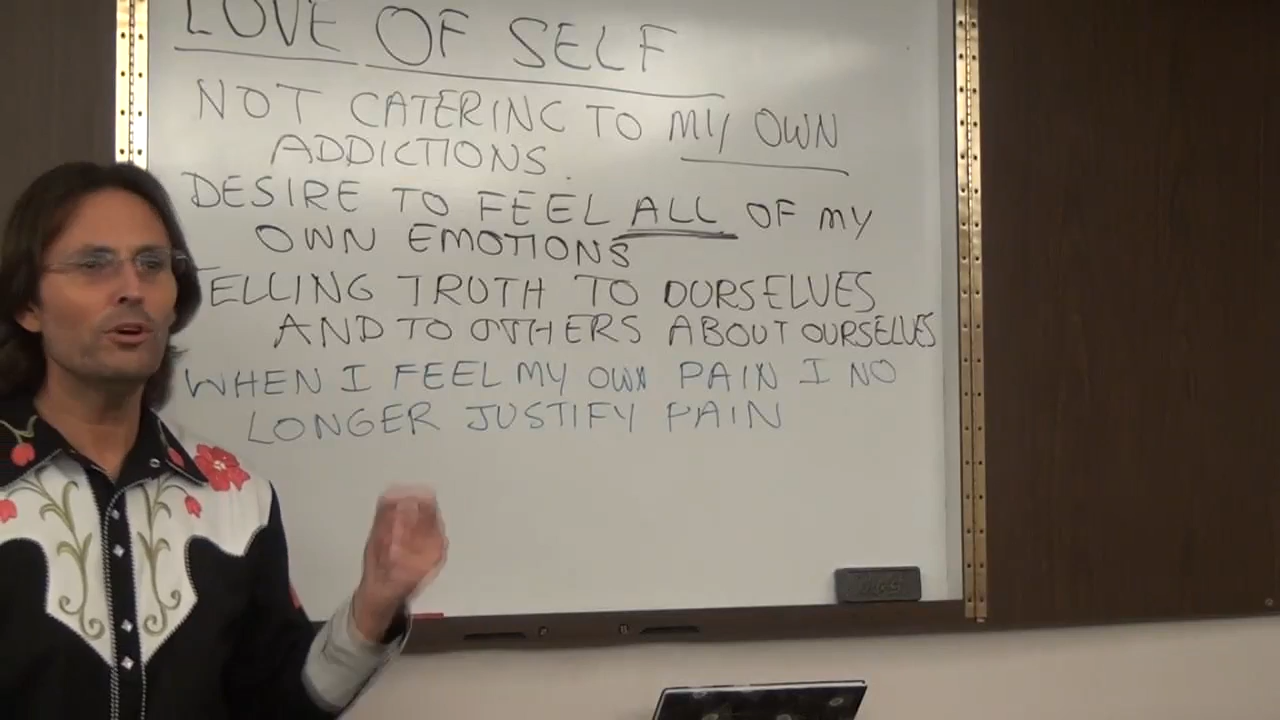 LOVE OF SELF
NOT CATERING TO MY OWN
ADDICTIONS.
DESIRE TO FEEL ALL OF MY
OWN EMOTIONS
TELLING TRUTH TO OURSELVES
AND TO OTHERS ABOUT OURSELVES
WHEN I FEEL MY OWN PAIN I NO
LONGER JUSTIFY PAIN